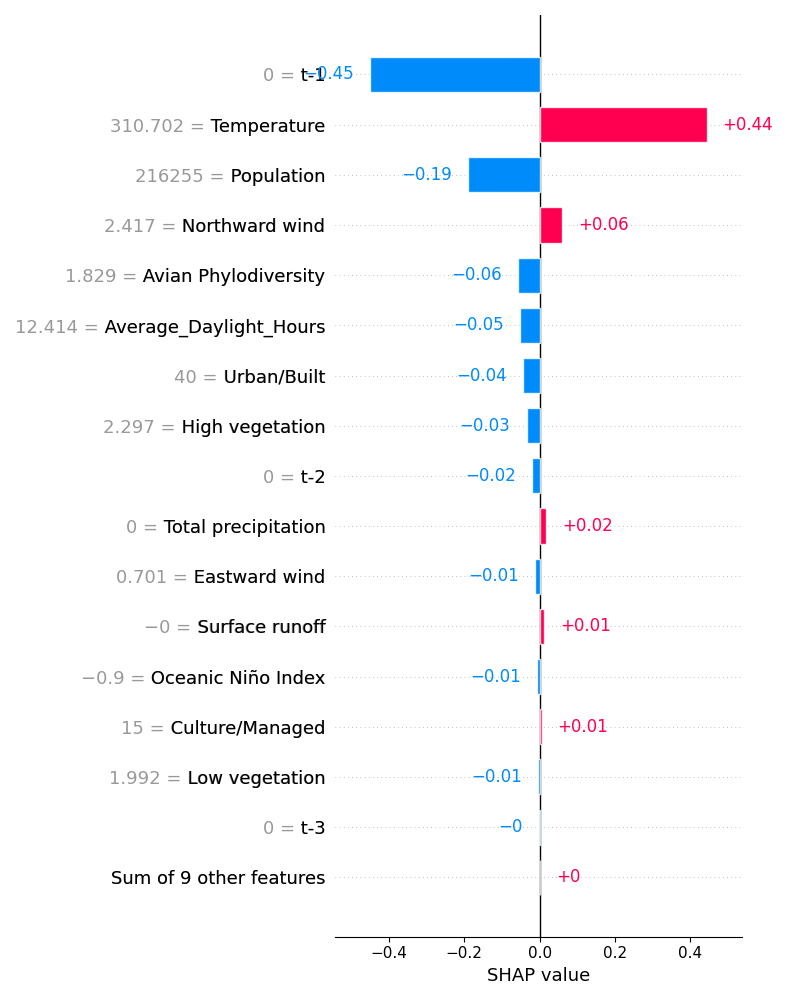 0 = t-1 −0.45
310.702 = Temperature +0.44
216255 = Population −0.19
2.417 = Northward wind +0.06
1.829 = Avian Phylodiversity −0.06
12.414 = Average_Daylight_Hours −0.05
40 = Urban/Built −0.04
2.297 = High vegetation −0.03
0 = t-2 −0.02
0 = Total precipitation +0.02
0.701 = Eastward wind −0.01
−0 = Surface runoff +0.01
−0.9 = Oceanic Niño Index −0.01
15 = Culture/Managed +0.01
1.992 = Low vegetation −0.01
0 = t-3 −0
Sum of 9 other features +0
−0.4 −0.2 0.0 0.2 0.4
SHAP value